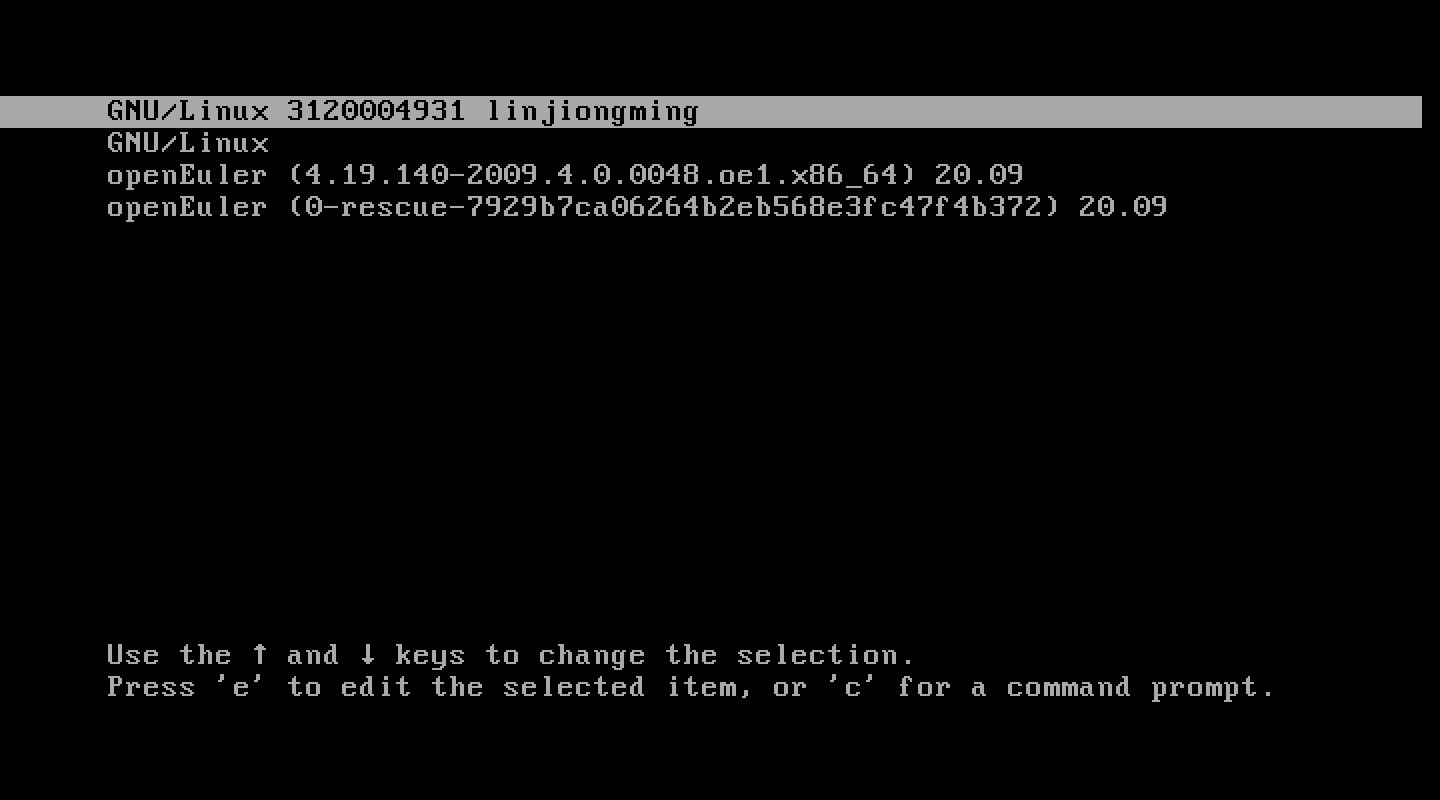 GNU/Linux 3120004931 linjiongming
GNU/Linux
openEuler (4.19.140-2009.4.0.0048.oe1.x86_64) 20.09
openEuler (0-rescue-7929b7ca06264b2eb568e3fc47f4b372) 20.09
Use the ↑ and ↓ keys to change the selection.
Press 'e' to edit the selected item, or 'c' for a command prompt.